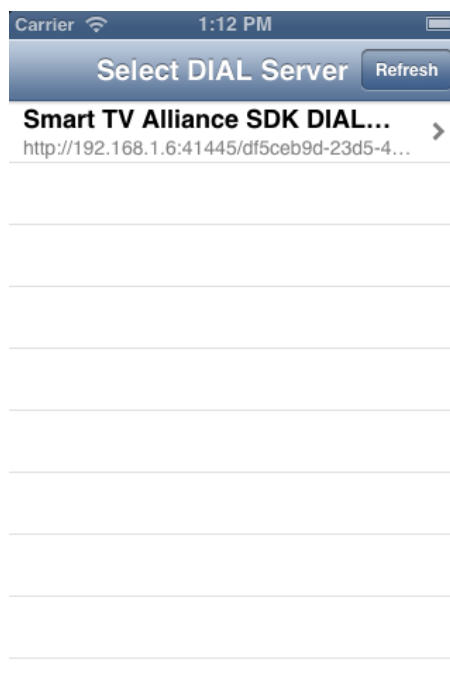 Carrier 1:12 PM
Select DIAL Server Refresh
Smart TV Alliance SDK DIAL...
http://192.168.1.6:41445/df5ceb9d-23d5-4...